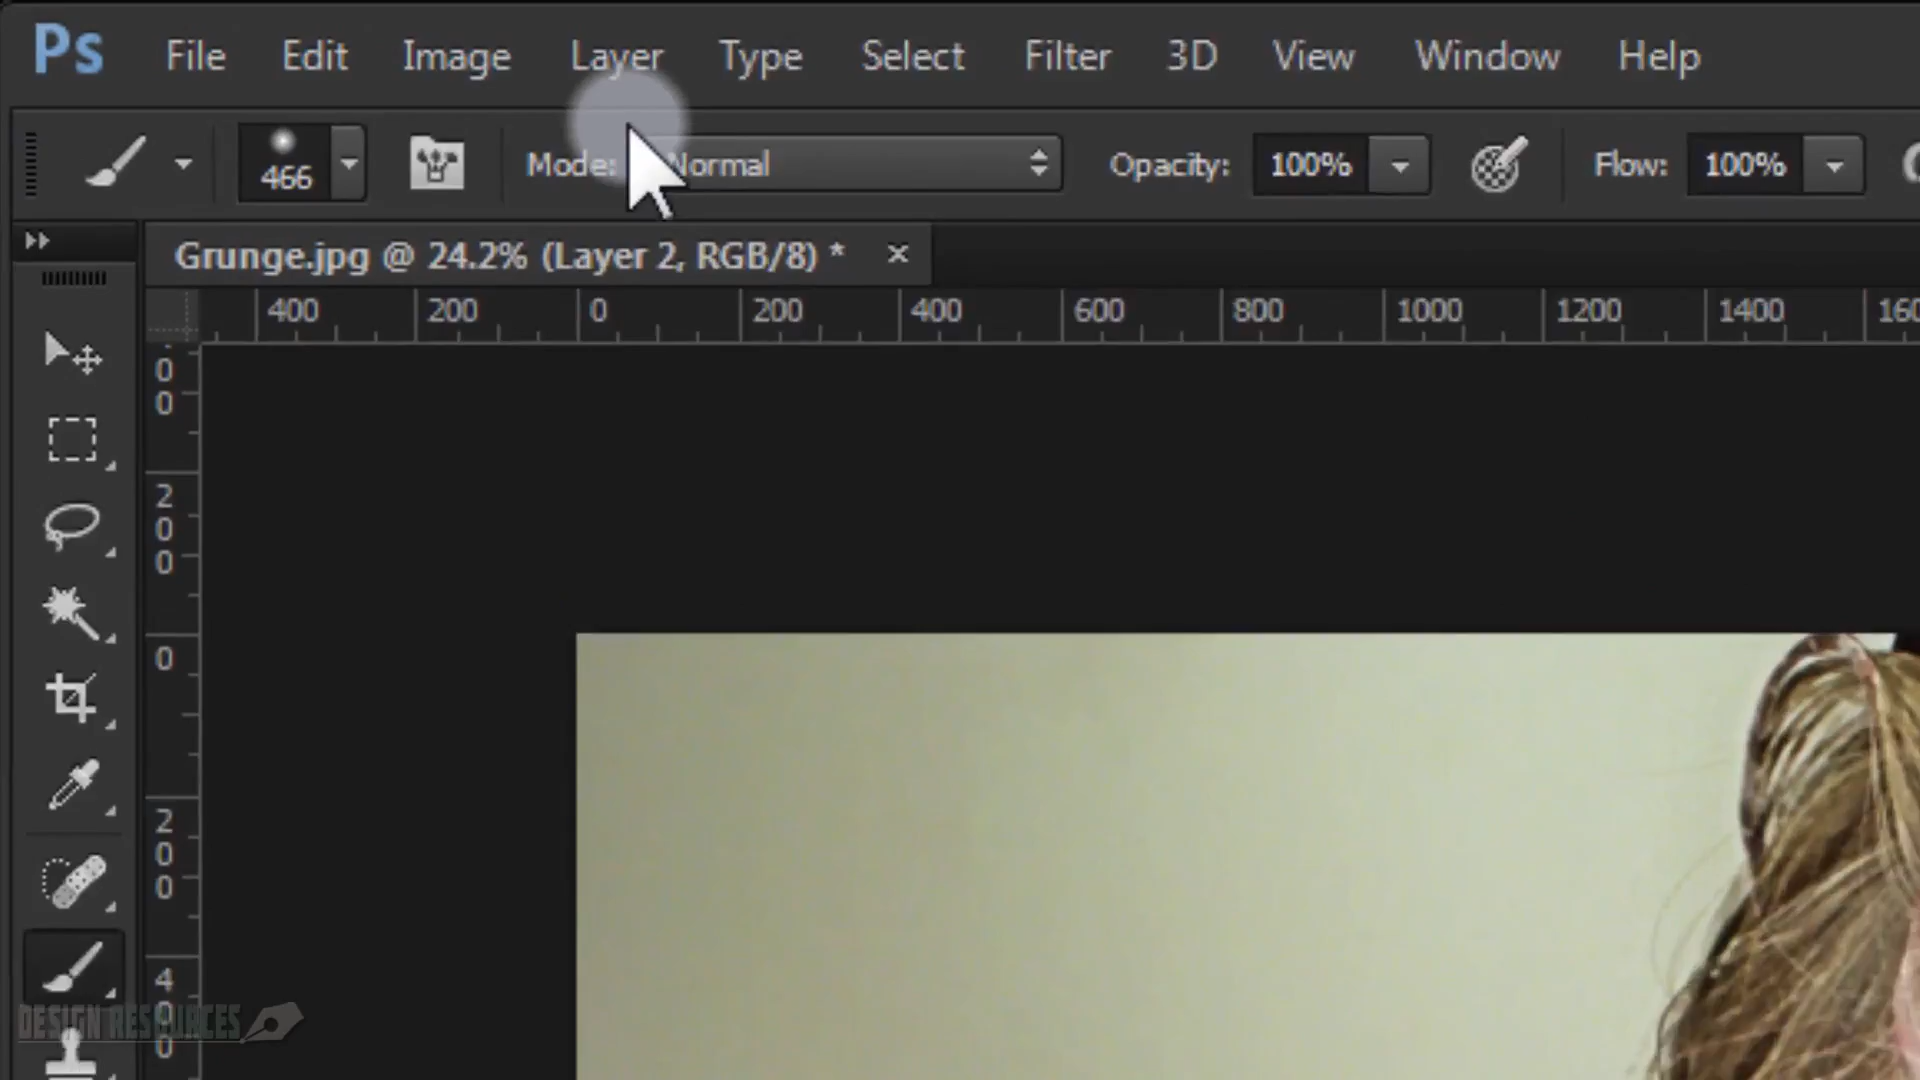 Ps File Edit Image Layer Type Select Filter 3D View Window Help
466 Mode: Normal Opacity: 100% Flow: 100%
Grunge.jpg @ 24.2% (Layer 2, RGB/8) * ×
400 200 0 200 400 600 800 1000 1200 1400 160
0
0
2
0
0
0
2
0
0
4
0
0
DESIGN RESOURCES